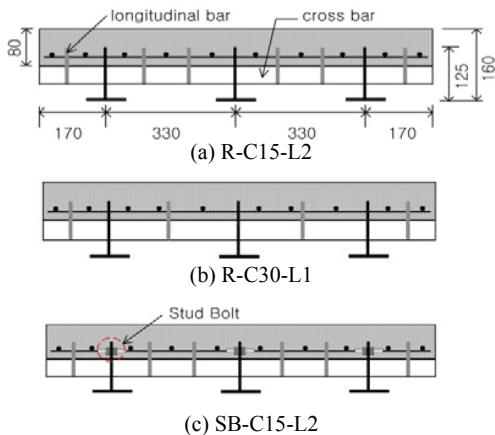 longitudinal bar
cross bar
80
125
160
170
330
330
170
(a) R-C15-L2
(b) R-C30-L1
Stud Bolt
(c) SB-C15-L2